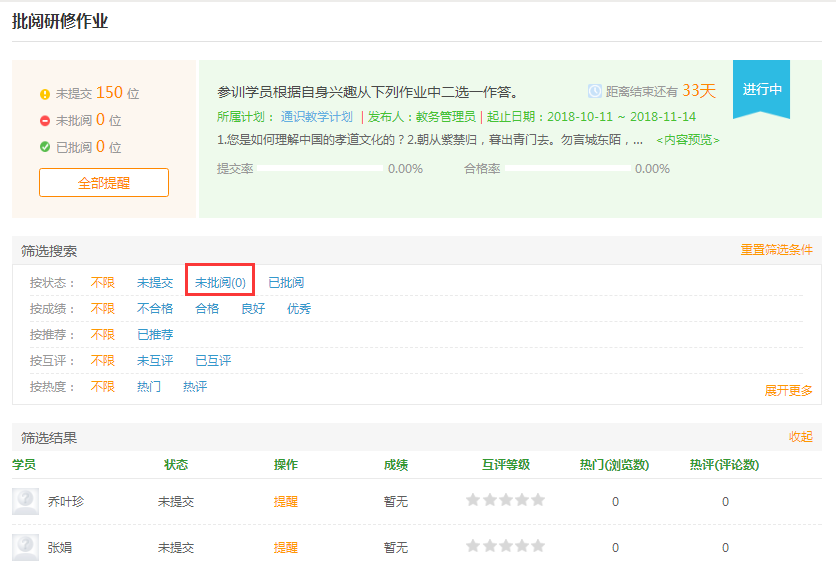 批阅研修作业
未提交 150 位
未批阅 0 位
已批阅 0 位
全部提醒
参训学员根据自身兴趣从下列作业中二选一作答。
距离结束还有 33天
进行中
所属计划： 通识教学计划 | 发布人：教务管理员 | 起止日期：2018-10-11 ~ 2018-11-14
1.您是如何理解中国的孝道文化的？2.朝从紫禁归，暮出青门去。勿言城东陌，... <内容预览>
提交率 0.00% 合格率 0.00%
筛选搜索 重置筛选条件
按状态： 不限 未提交 未批阅(0) 已批阅
按成绩： 不限 不合格 合格 良好 优秀
按推荐： 不限 已推荐
按互评： 不限 未互评 已互评
按热度： 不限 热门 热评
展开更多
筛选结果 收起
学员 状态 操作 成绩 互评等级 热门(浏览数) 热评(评论数)
乔叶珍 未提交 提醒 暂无 0 0
张娟 未提交 提醒 暂无 0 0